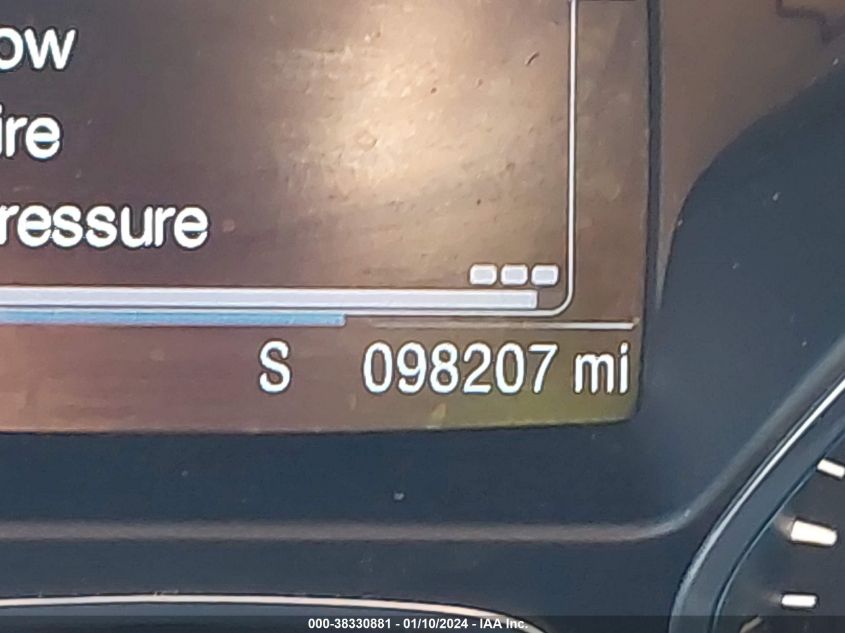 ow
ire
ressure
S 098207 mi
000-38330881 - 01/10/2024 - IAA Inc.